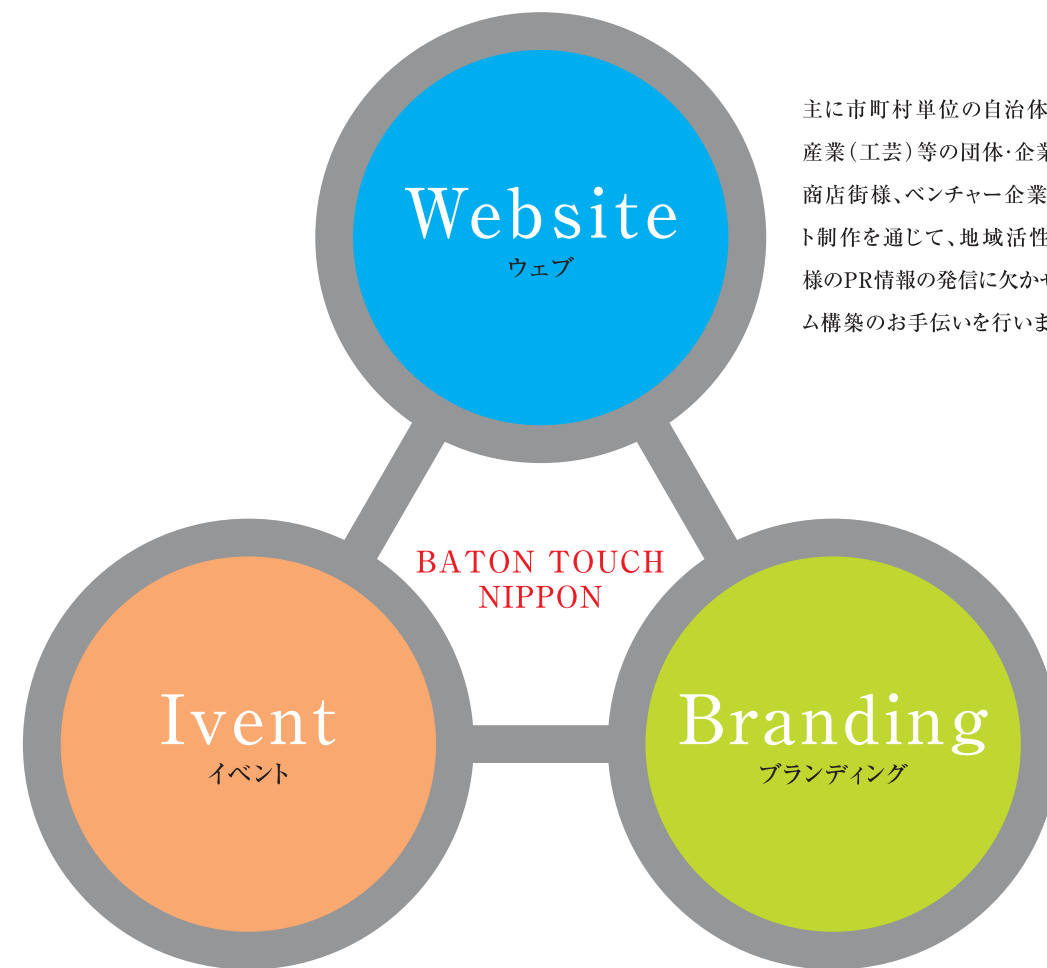 Website
ウェブ
主に市町村単位の自治体
産業（工芸）等の団体・企業
商店街様、ベンチャー企業
ト制作を通じて、地域活性
様のPR情報の発信に欠かせ
ム構築のお手伝いを行いま
BATON TOUCH
NIPPON
Ivent
イベント
Branding
ブランディング